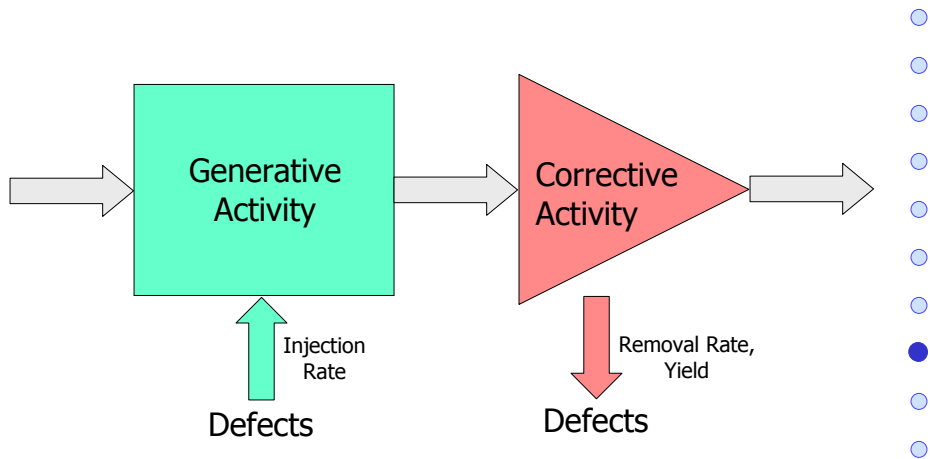 Generative
Activity
Corrective
Activity
Injection
Rate
Removal Rate,
Yield
Defects
Defects